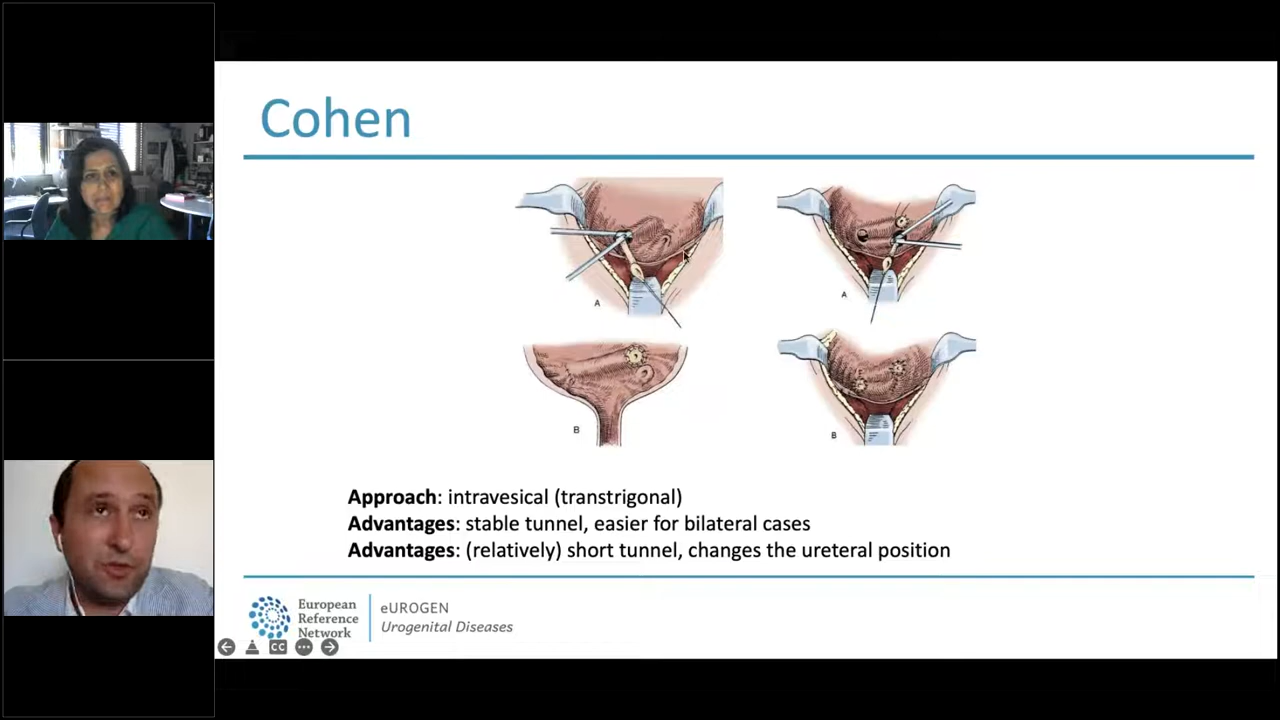 Cohen
A
A
B
B
Approach: intravesical (transtrigonal)
Advantages: stable tunnel, easier for bilateral cases
Advantages: (relatively) short tunnel, changes the ureteral position
European
Reference
Network
eUROGEN
Urogenital Diseases
CC